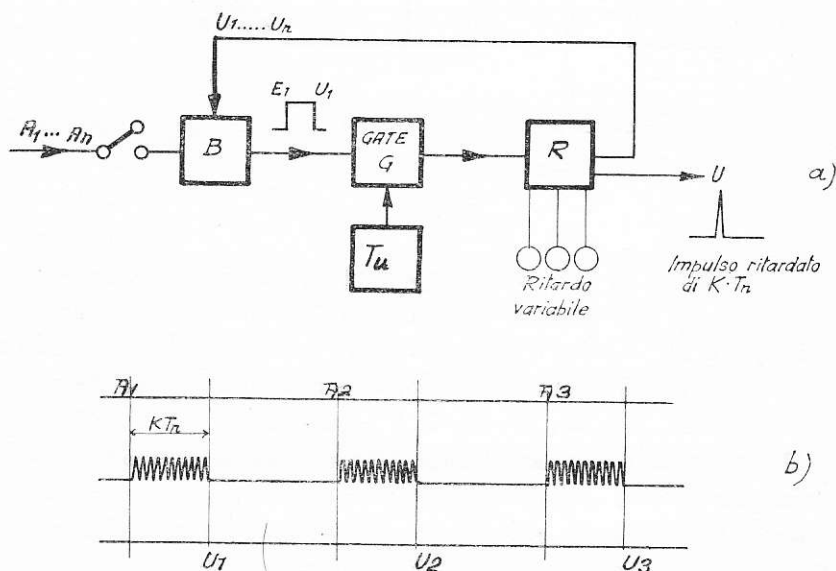 U1.....Un
E1 U1
A1... An
B
GATE
G
R
U
a)
Tu
Ritardo
variabile
Impulso ritardato
di K·Tn
A1
A2
A3
KTn
b)
U1
U2
U3